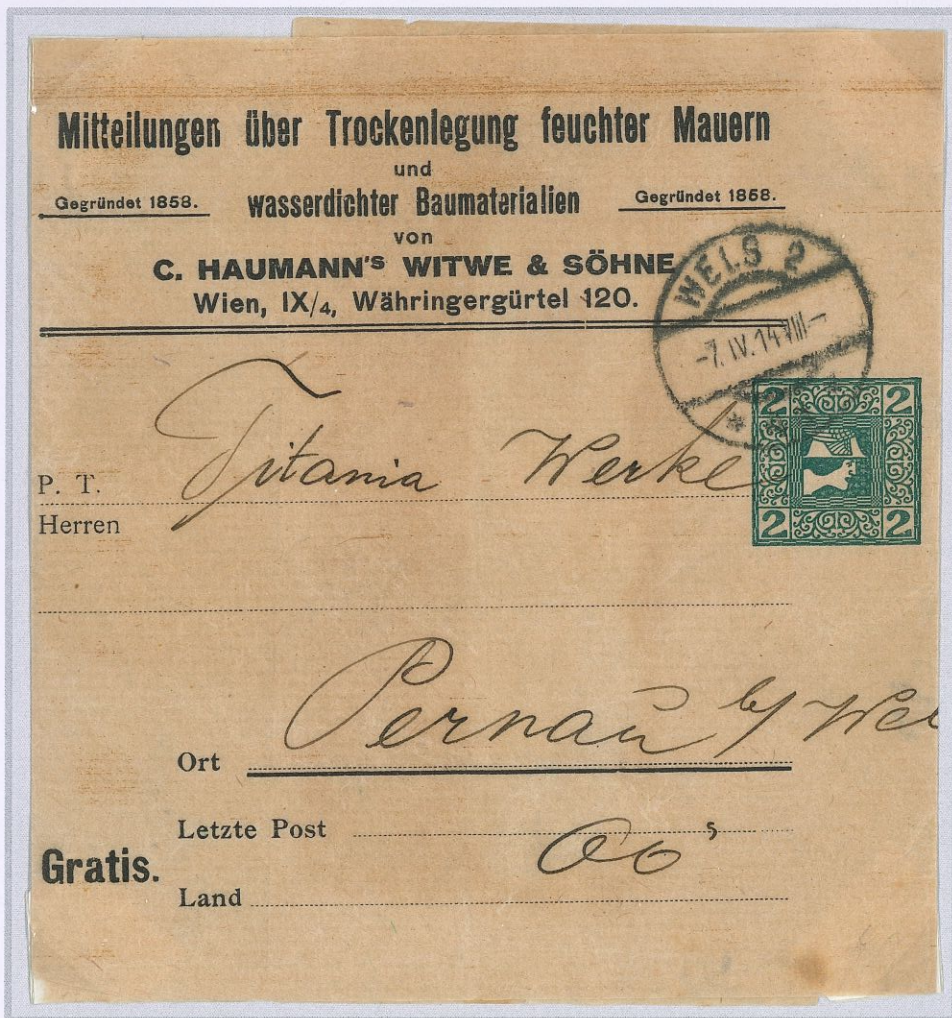 Mitteilungen über Trockenlegung feuchter Mauern
und
Gegründet 1858. wasserdichter Baumaterialien Gegründet 1858.
von
C. HAUMANN's WITWE & SÖHNE
Wien, IX/4, Währingergürtel 120.
WELS 2
-7.IV.14 VIII-
2 2
2 2
P. T. Titania Werke
Herren
Ort Pernau b/ Wel
Letzte Post
Gratis.
Land Oö